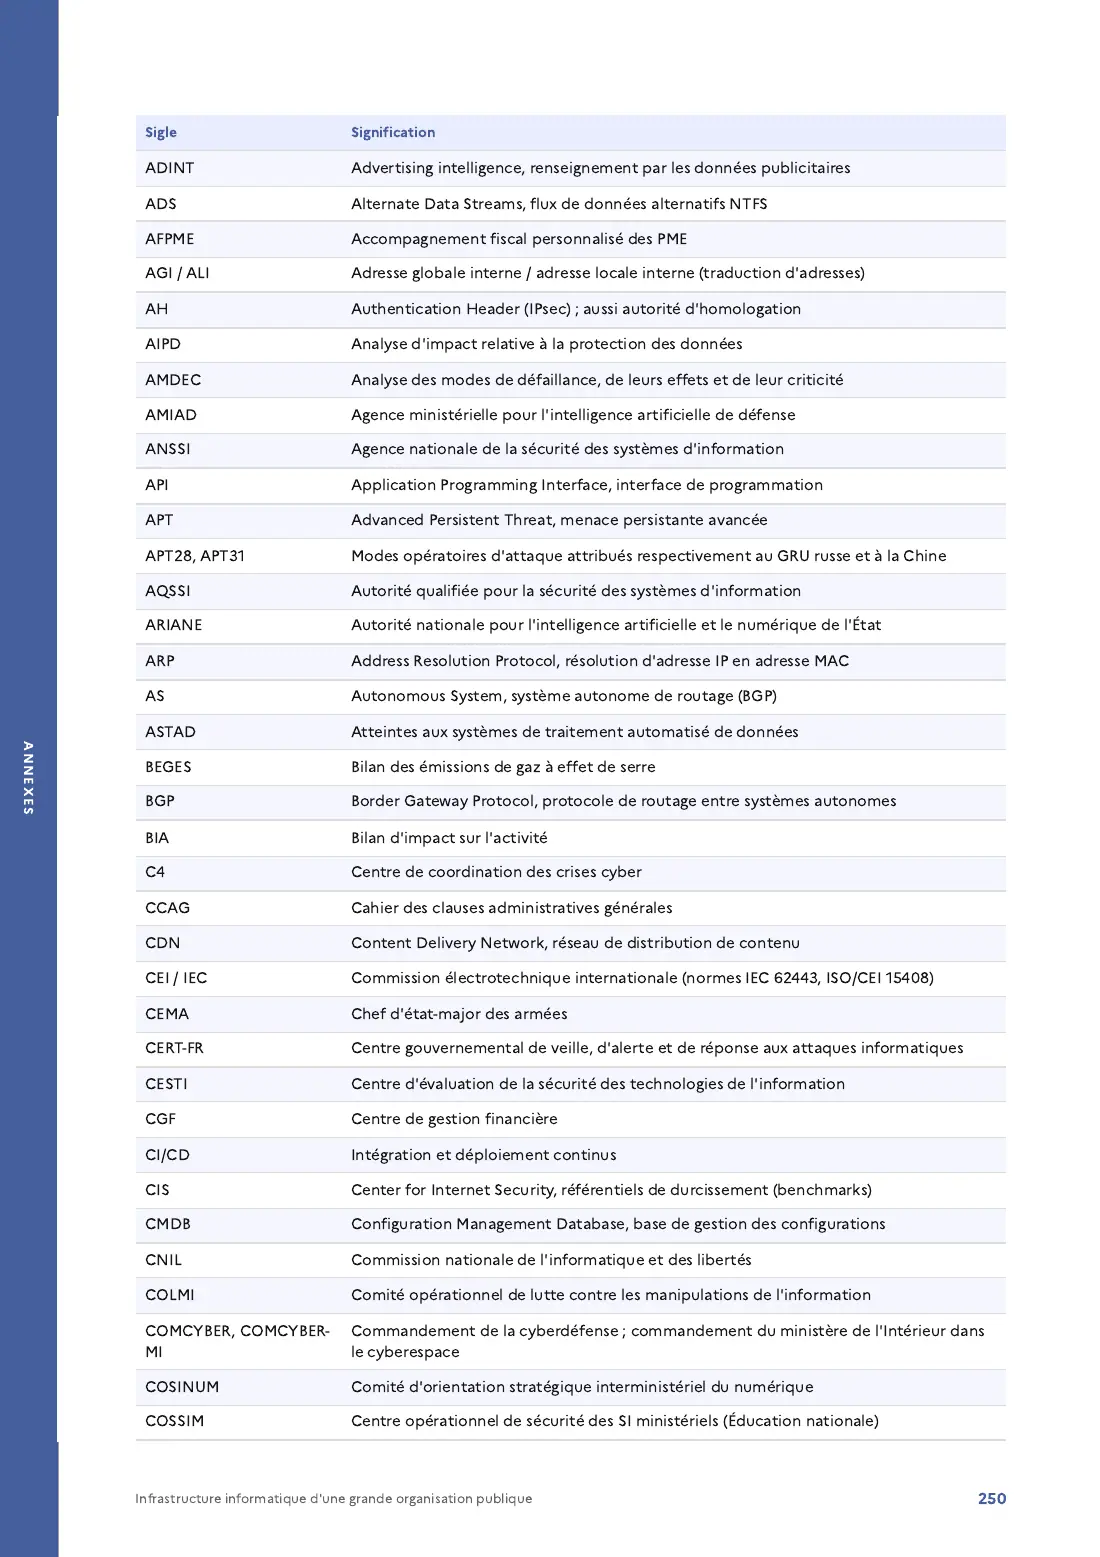 Sigle Signification
ADINT Advertising intelligence, renseignement par les données publicitaires
ADS Alternate Data Streams, flux de données alternatifs NTFS
AFPME Accompagnement fiscal personnalisé des PME
AGI / ALI Adresse globale interne / adresse locale interne (traduction d'adresses)
AH Authentication Header (IPsec) ; aussi autorité d'homologation
AIPD Analyse d'impact relative à la protection des données
AMDEC Analyse des modes de défaillance, de leurs effets et de leur criticité
AMIAD Agence ministérielle pour l'intelligence artificielle de défense
ANSSI Agence nationale de la sécurité des systèmes d'information
API Application Programming Interface, interface de programmation
APT Advanced Persistent Threat, menace persistante avancée
APT28, APT31 Modes opératoires d'attaque attribués respectivement au GRU russe et à la Chine
AQSSI Autorité qualifiée pour la sécurité des systèmes d'information
ARIANE Autorité nationale pour l'intelligence artificielle et le numérique de l'État
ARP Address Resolution Protocol, résolution d'adresse IP en adresse MAC
AS Autonomous System, système autonome de routage (BGP)
ASTAD Atteintes aux systèmes de traitement automatisé de données
BEGES Bilan des émissions de gaz à effet de serre
BGP Border Gateway Protocol, protocole de routage entre systèmes autonomes
BIA Bilan d'impact sur l'activité
C4 Centre de coordination des crises cyber
CCAG Cahier des clauses administratives générales
CDN Content Delivery Network, réseau de distribution de contenu
CEI / IEC Commission électrotechnique internationale (normes IEC 62443, ISO/CEI 15408)
CEMA Chef d'état-major des armées
CERT-FR Centre gouvernemental de veille, d'alerte et de réponse aux attaques informatiques
CESTI Centre d'évaluation de la sécurité des technologies de l'information
CGF Centre de gestion financière
CI/CD Intégration et déploiement continus
CIS Center for Internet Security, référentiels de durcissement (benchmarks)
CMDB Configuration Management Database, base de gestion des configurations
CNIL Commission nationale de l'informatique et des libertés
COLMI Comité opérationnel de lutte contre les manipulations de l'information
COMCYBER, COMCYBER- Commandement de la cyberdéfense ; commandement du ministère de l'Intérieur dans
MI le cyberespace
COSINUM Comité d'orientation stratégique interministériel du numérique
COSSIM Centre opérationnel de sécurité des SI ministériels (Éducation nationale)
ANNEXES
Infrastructure informatique d'une grande organisation publique 250